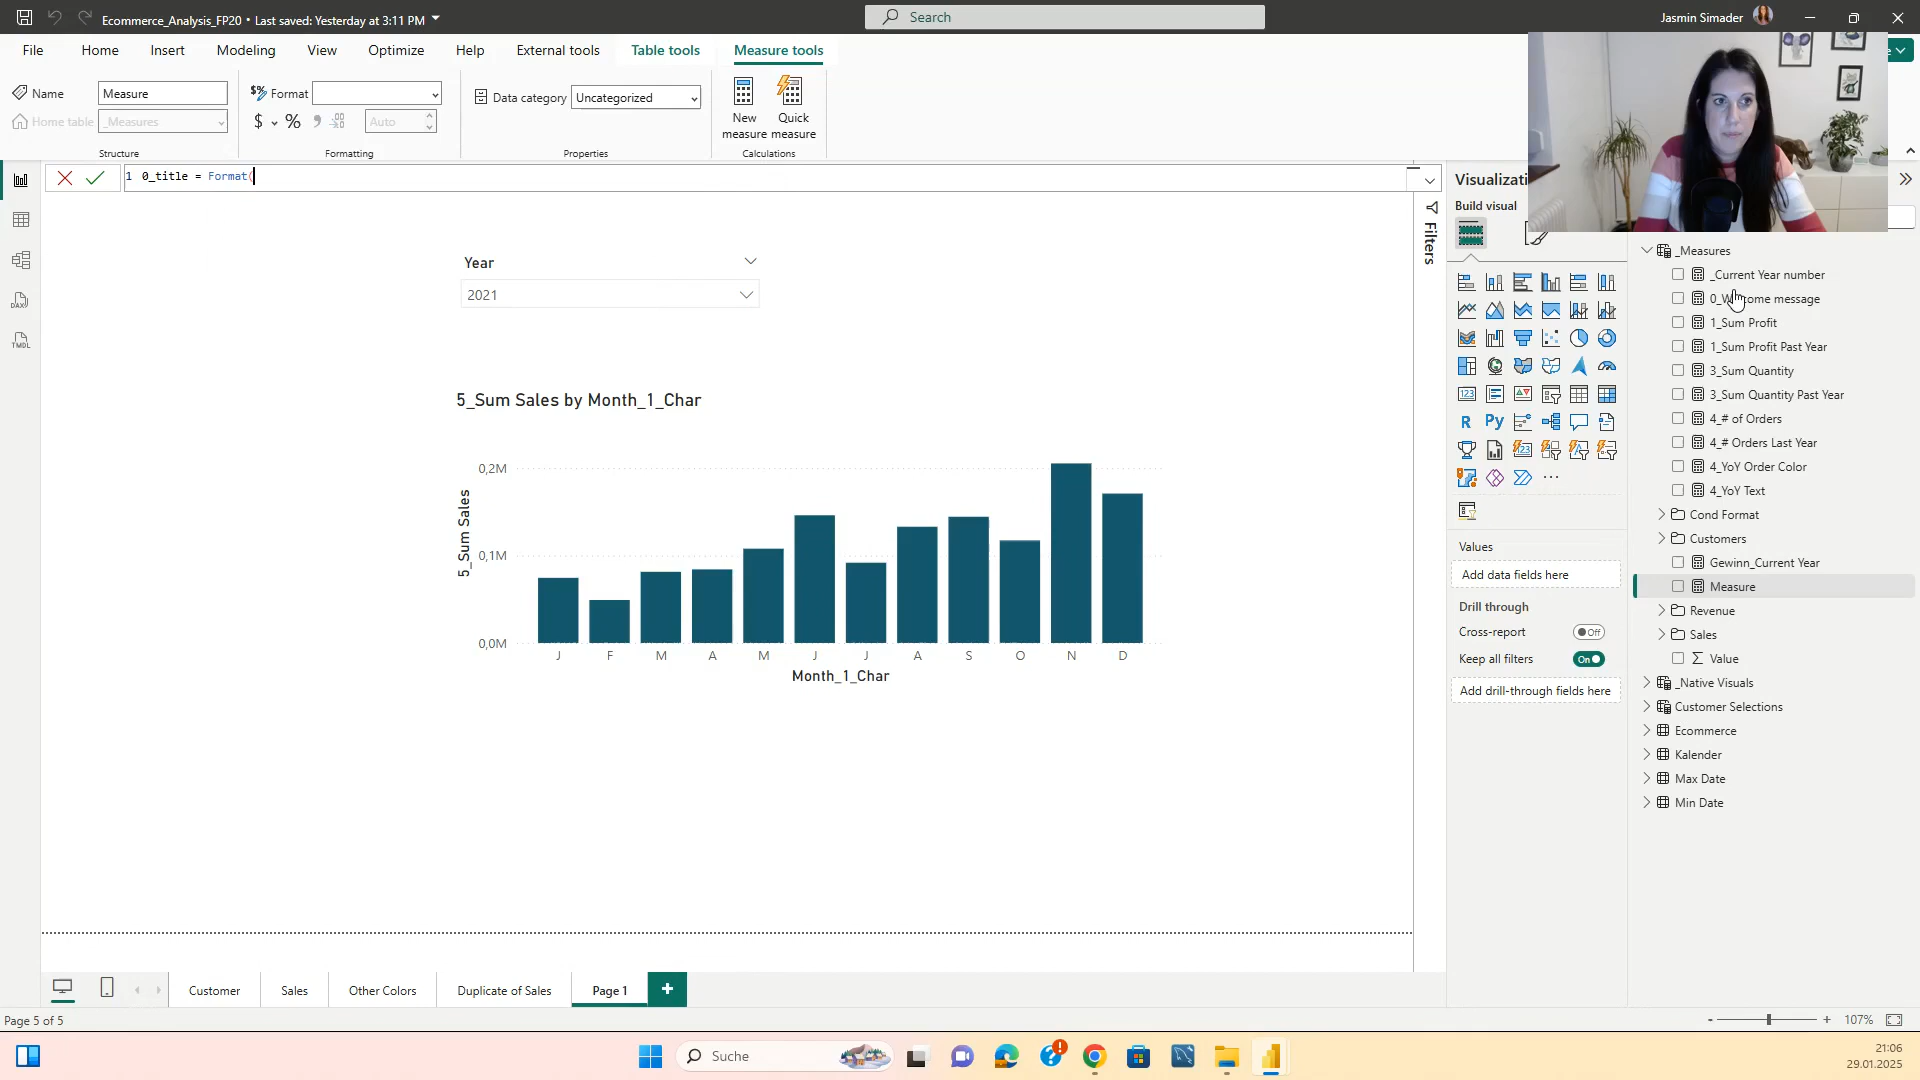 Ecommerce_Analysis_FP20 • Last saved: Yesterday at 3:11 PM
Search
Jasmin Simader
File
Home
Insert
Modeling
View
Optimize
Help
External tools
Table tools
Measure tools
Name
Measure
Home table
_Measures
Structure
Format
$
%
Auto
Formatting
Data category
Uncategorized
Properties
New
measure
Quick
measure
Calculations
1 0_title = Format(
DAX
TMDL
Year
2021
5_Sum Sales by Month_1_Char
5_Sum Sales
0,2M
0,1M
0,0M
J F M A M J J A S O N D
Month_1_Char
Filters
Build visual
123
R
Py
Values
Add data fields here
Drill through
Cross-report
Off
Keep all filters
On
Add drill-through fields here
_Measures
_Current Year number
1_Sum Profit
1_Sum Profit Past Year
3_Sum Quantity
3_Sum Quantity Past Year
4_# of Orders
4_# Orders Last Year
4_YoY Order Color
4_YoY Text
Cond Format
Customers
Gewinn_Current Year
Measure
Revenue
Sales
Value
_Native Visuals
Customer Selections
Ecommerce
Kalender
Max Date
Min Date
Customer
Sales
Other Colors
Duplicate of Sales
Page 1
Page 5 of 5
107%
Suche
21:06
29.01.2025